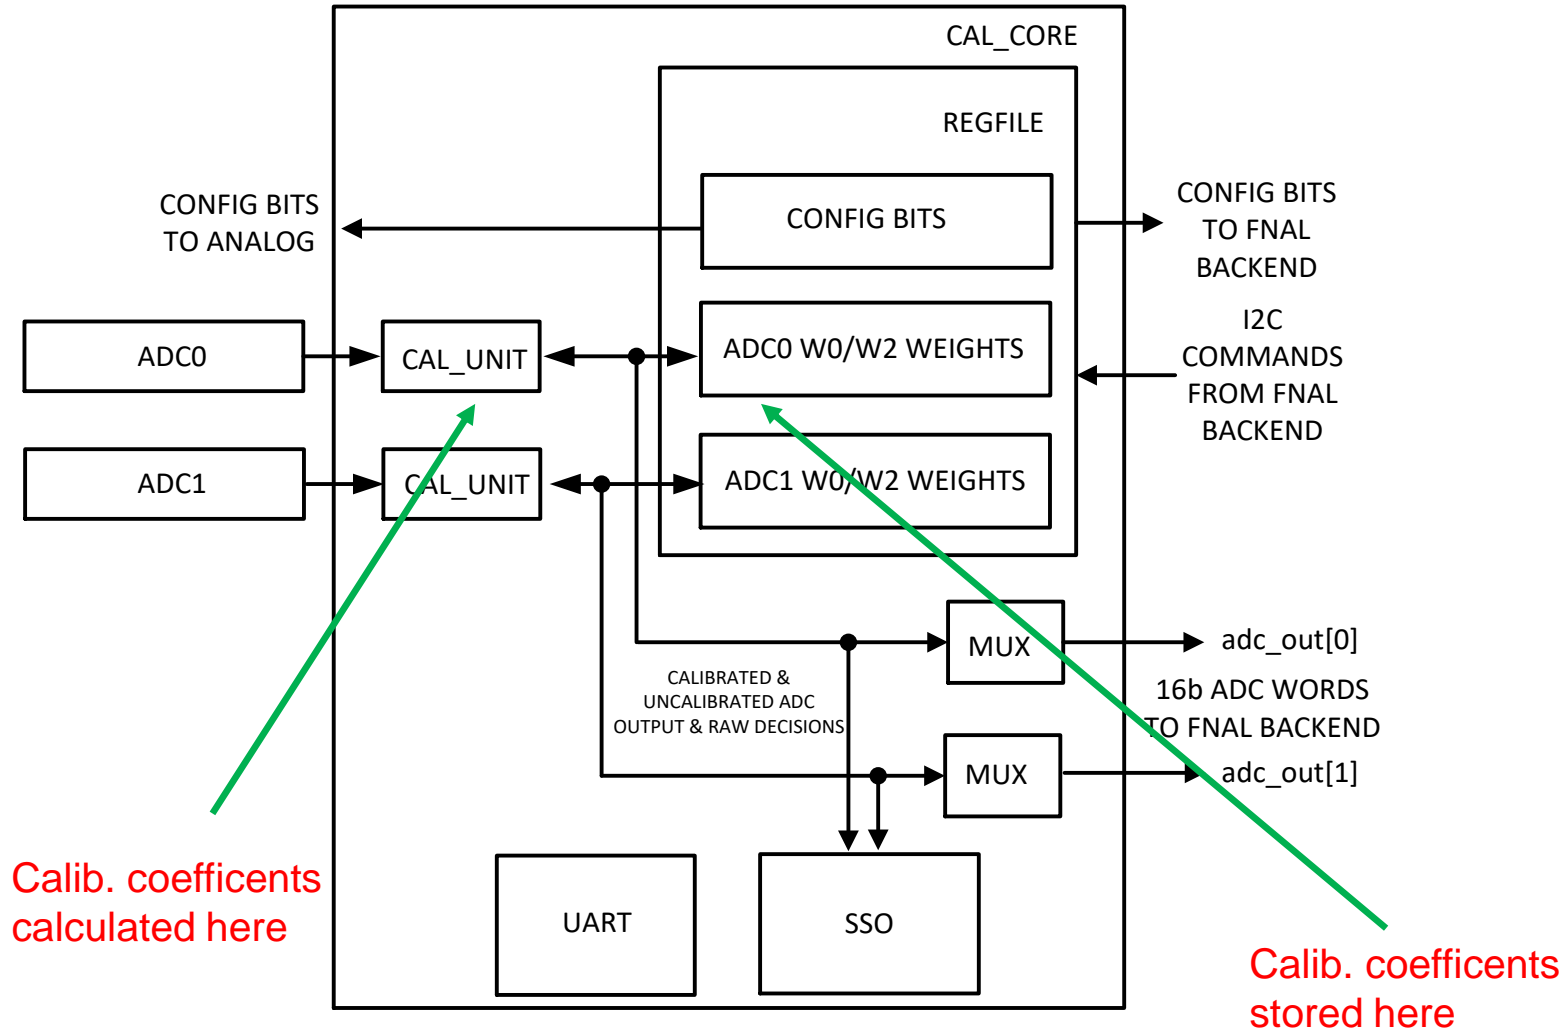 CAL_CORE
REGFILE
CONFIG BITS
TO ANALOG
CONFIG BITS
CONFIG BITS
TO FNAL
BACKEND
ADC0
CAL_UNIT
ADC0 W0/W2 WEIGHTS
I2C
COMMANDS
FROM FNAL
BACKEND
ADC1
CAL_UNIT
ADC1 W0/W2 WEIGHTS
MUX
adc_out[0]
CALIBRATED &
UNCALIBRATED ADC
OUTPUT & RAW DECISIONS
16b ADC WORDS
TO FNAL BACKEND
MUX
adc_out[1]
Calib. coefficents
calculated here
UART
SSO
Calib. coefficents
stored here